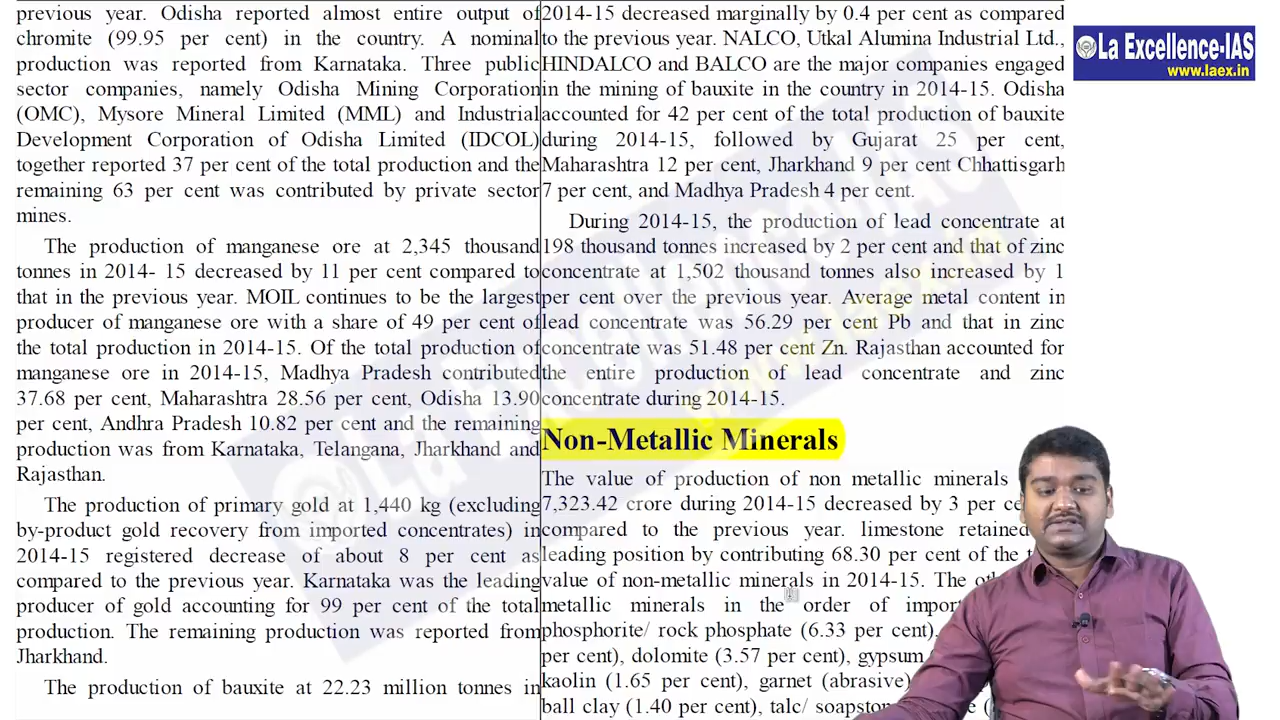 previous year. Odisha reported almost entire output of
chromite (99.95 per cent) in the country. A nominal
production was reported from Karnataka. Three public
sector companies, namely Odisha Mining Corporation
(OMC), Mysore Mineral Limited (MML) and Industrial
Development Corporation of Odisha Limited (IDCOL)
together reported 37 per cent of the total production and the
remaining 63 per cent was contributed by private sector
mines.
The production of manganese ore at 2,345 thousand
tonnes in 2014- 15 decreased by 11 per cent compared to
that in the previous year. MOIL continues to be the largest
producer of manganese ore with a share of 49 per cent of
the total production in 2014-15. Of the total production of
manganese ore in 2014-15, Madhya Pradesh contributed
37.68 per cent, Maharashtra 28.56 per cent, Odisha 13.90
per cent, Andhra Pradesh 10.82 per cent and the remaining
production was from Karnataka, Telangana, Jharkhand and
Rajasthan.
The production of primary gold at 1,440 kg (excluding
by-product gold recovery from imported concentrates) in
2014-15 registered decrease of about 8 per cent as
compared to the previous year. Karnataka was the leading
producer of gold accounting for 99 per cent of the total
production. The remaining production was reported from
Jharkhand.
The production of bauxite at 22.23 million tonnes in
2014-15 decreased marginally by 0.4 per cent as compared
to the previous year. NALCO, Utkal Alumina Industrial Ltd.,
HINDALCO and BALCO are the major companies engaged
in the mining of bauxite in the country in 2014-15. Odisha
accounted for 42 per cent of the total production of bauxite
during 2014-15, followed by Gujarat 25 per cent,
Maharashtra 12 per cent, Jharkhand 9 per cent Chhattisgarh
7 per cent, and Madhya Pradesh 4 per cent.
During 2014-15, the production of lead concentrate at
198 thousand tonnes increased by 2 per cent and that of zinc
concentrate at 1,502 thousand tonnes also increased by 1
per cent over the previous year. Average metal content in
lead concentrate was 56.29 per cent Pb and that in zinc
concentrate was 51.48 per cent Zn. Rajasthan accounted for
the entire production of lead concentrate and zinc
concentrate during 2014-15.
Non-Metallic Minerals
The value of production of non metallic minerals
7,323.42 crore during 2014-15 decreased by 3 per
compared to the previous year. limestone retained
leading position by contributing 68.30 per cent of the
value of non-metallic minerals in 2014-15. The
metallic minerals in the order of
phosphorite/ rock phosphate (6.33 per cent),
per cent), dolomite (3.57 per cent), gypsum
kaolin (1.65 per cent), garnet (abrasive)
ball clay (1.40 per cent), talc/
La Excellence-IAS
www.laex.in